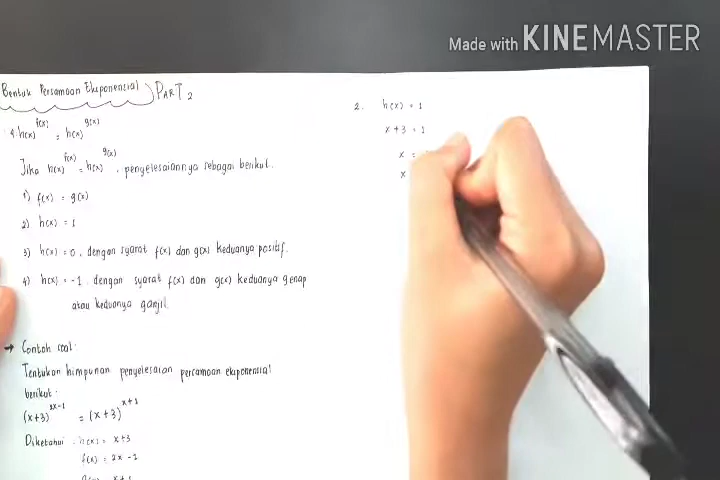 Made with KINEMASTER
Bentuk Persamaan Eksponensial PART 2
4. h(x)^f(x) = h(x)^g(x)
Jika h(x)^f(x) = h(x)^g(x), penyelesaiannya sebagai berikut.
1) f(x) = g(x)
2) h(x) = 1
3) h(x) = 0, dengan syarat f(x) dan g(x) keduanya positif.
4) h(x) = -1, dengan syarat f(x) dan g(x) keduanya genap
atau keduanya ganjil.
→ Contoh soal:
Tentukan himpunan penyelesaian persamaan eksponensial
berikut:
(x+3)^2x-1 = (x+3)^x+1
Diketahui : h(x) = x+3
f(x) = 2x - 1
g(x) = x+1
2. h(x) = 1
x + 3 = 1
x =
x